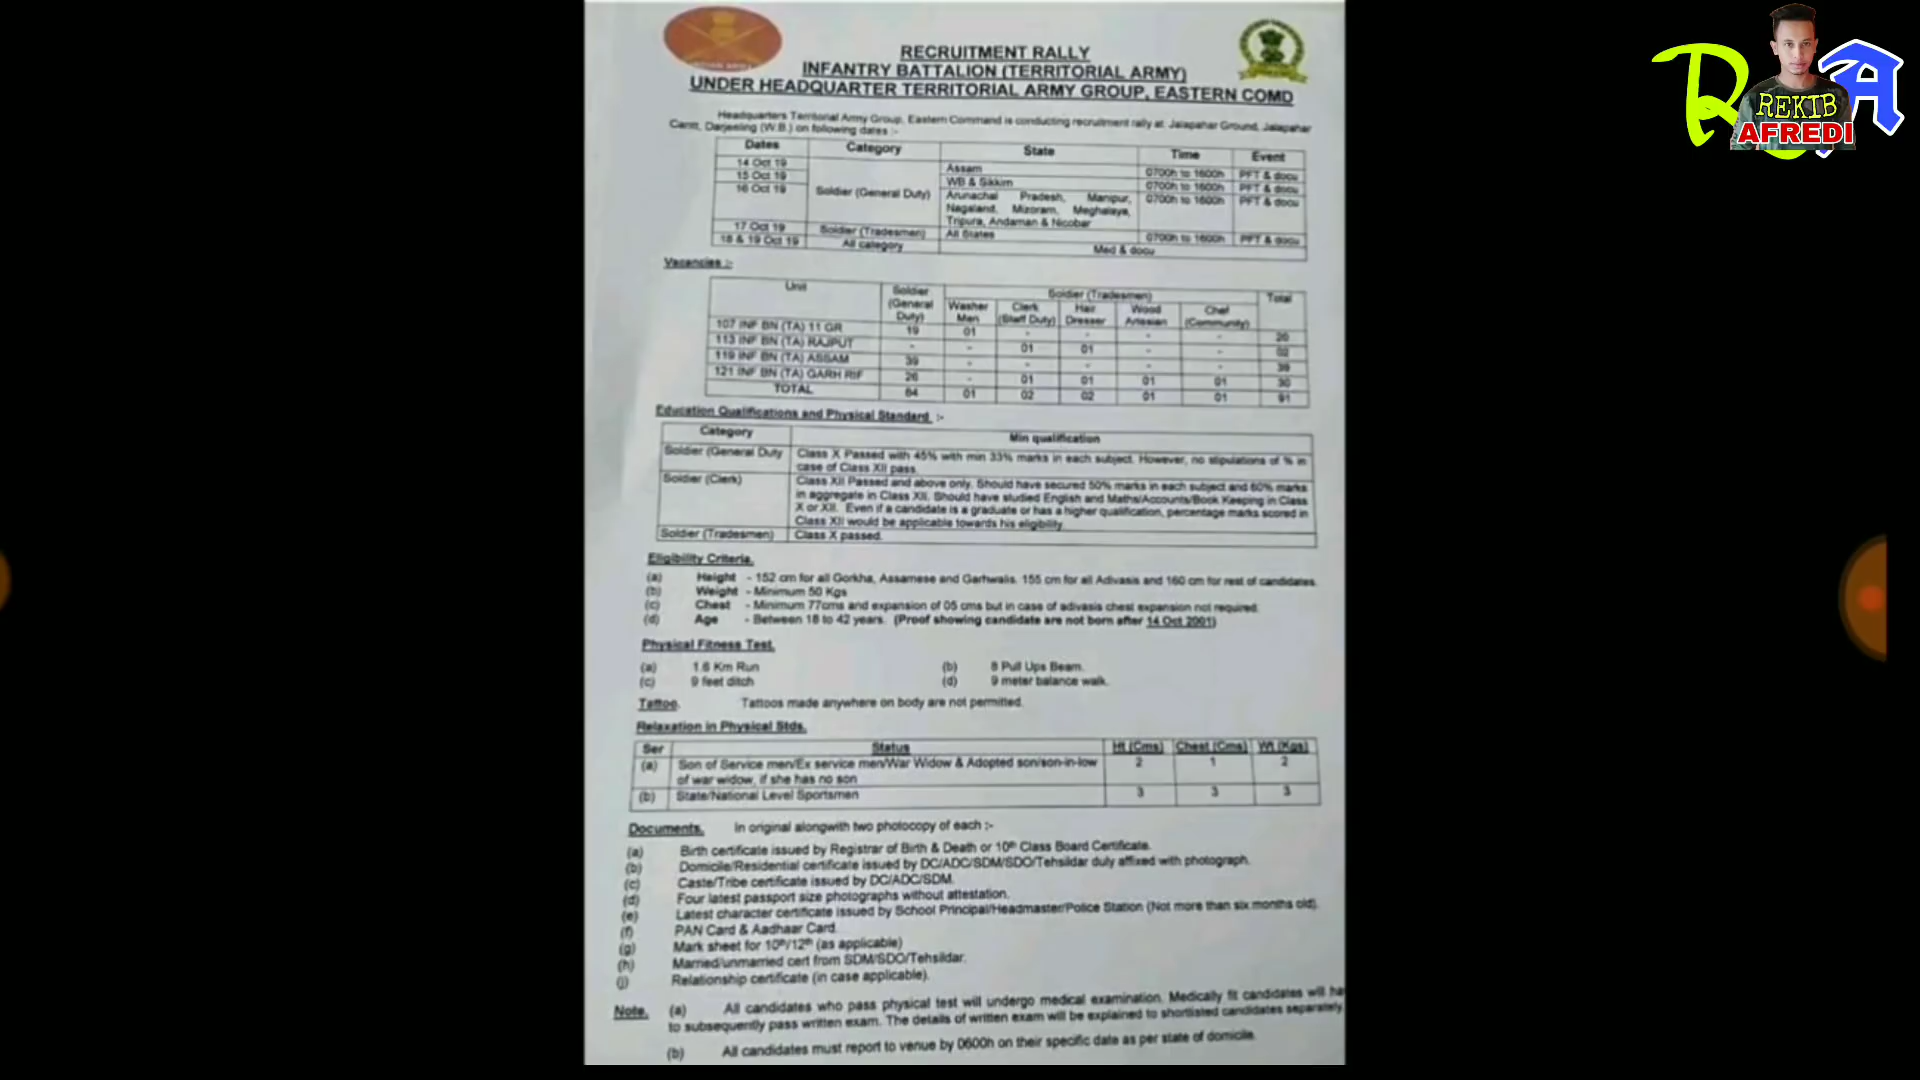 RECRUITMENT RALLY
INFANTRY BATTALION (TERRITORIAL ARMY)
UNDER HEADQUARTER TERRITORIAL ARMY GROUP, EASTERN COMD
REKIB
AFREDI
Headquarters Territorial Army Group, Eastern Command is conducting recruitment rally at Jalapahar Ground, Jalapahar
Cantt, Darjeeling (W.B.) on following dates :-
Dates Category State Time Event
14 Oct 19 Assam 0700h to 1600h PFT & docu
15 Oct 19 WB & Sikkim 0700h to 1600h PFT & docu
16 Oct 19 Soldier (General Duty) Arunachal Pradesh, Manipur, 0700h to 1600h PFT & docu
Nagaland, Mizoram, Meghalaya,
Tripura, Andaman & Nicobar
17 Oct 19 Soldier (Tradesmen) All States 0700h to 1600h PFT & docu
18 & 19 Oct 19 All category Med & docu
Vacancies :-
Unit Soldier (General Duty) Soldier (Tradesmen) Total
Washer Men Clerk (Staff Duty) Hair Dresser Wood Artesian Chef (Community)
107 INF BN (TA) 11 GR 19 01 - - - - 20
113 INF BN (TA) RAJPUT - - 01 01 - - 02
119 INF BN (TA) ASSAM 39 - - - - - 39
121 INF BN (TA) GARH RIF 26 - 01 01 01 01 30
TOTAL 84 01 02 02 01 01 91
Education Qualifications and Physical Standard :-
Category Min qualification
Soldier (General Duty Class X Passed with 45% with min 33% marks in each subject. However, no stipulations of % in
case of Class XII pass.
Soldier (Clerk) Class XII Passed and above only. Should have secured 50% marks in each subject and 60% marks
in aggregate in Class XII. Should have studied English and Maths/Accounts/Book Keeping in Class
X or XII. Even if a candidate is a graduate or has a higher qualification, percentage marks scored in
Class XII would be applicable towards his eligibility
Soldier (Tradesmen) Class X passed.
Eligibility Criteria.
(a) Height - 152 cm for all Gorkha, Assamese and Garhwalis. 155 cm for all Adivasis and 160 cm for rest of candidates.
(b) Weight - Minimum 50 Kgs
(c) Chest - Minimum 77cms and expansion of 05 cms but in case of adivasis chest expansion not required.
(d) Age - Between 18 to 42 years. (Proof showing candidate are not born after 14 Oct 2001)
Physical Fitness Test.
(a) 1.6 Km Run (b) 8 Pull Ups Beam.
(c) 9 feet ditch (d) 9 meter balance walk.
Tattoo. Tattoos made anywhere on body are not permitted.
Relaxation in Physical Stds.
Ser Status Ht (Cms) Chest (Cms) Wt (Kgs)
(a) Son of Service men/Ex service men/War Widow & Adopted son/son-in-low 2 1 2
of war widow, if she has no son
(b) State/National Level Sportsmen 3 3 3
Documents. In original alongwith two photocopy of each :-
(a) Birth certificate issued by Registrar of Birth & Death or 10th Class Board Certificate.
(b) Domicile/Residential certificate issued by DC/ADC/SDM/SDO/Tehsildar duly affixed with photograph.
(c) Caste/Tribe certificate issued by DC/ADC/SDM.
(d) Four latest passport size photographs without attestation.
(e) Latest character certificate issued by School Principal/Headmaster/Police Station (Not more than six months old).
(f) PAN Card & Aadhaar Card.
(g) Mark sheet for 10th/12th (as applicable)
(h) Married/unmarried cert from SDM/SDO/Tehsildar.
(j) Relationship certificate (in case applicable).
Note. (a) All candidates who pass physical test will undergo medical examination. Medically fit candidates will ha
to subsequently pass written exam. The details of written exam will be explained to shortlisted candidates separately.
(b) All candidates must report to venue by 0600h on their specific date as per state of domicile.